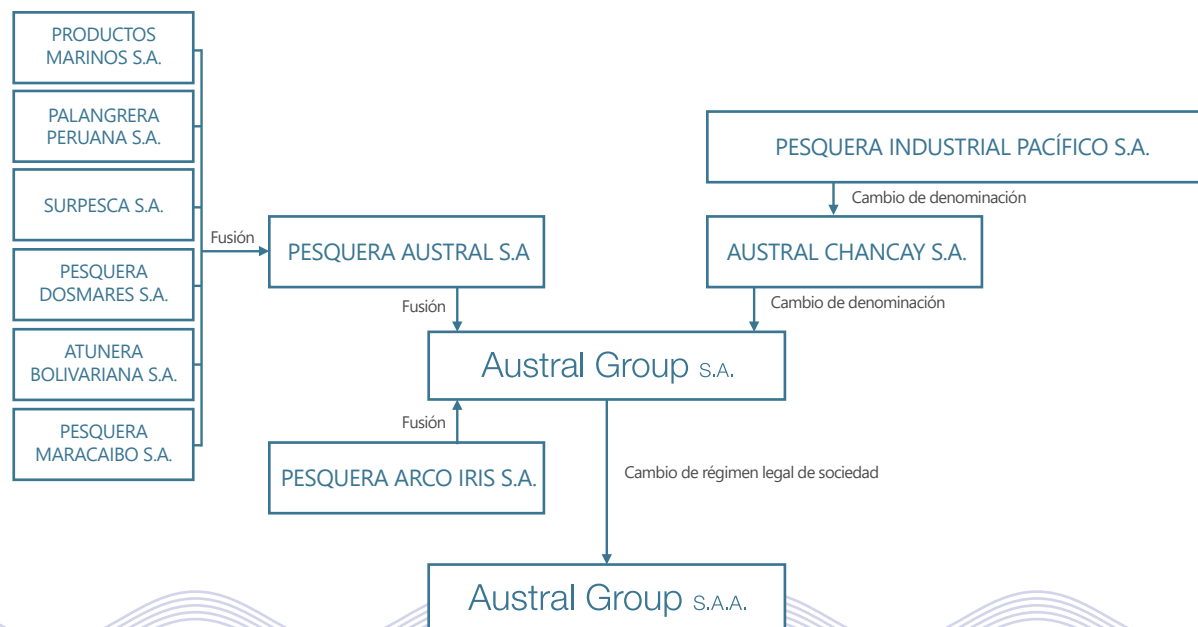 PRODUCTOS
MARINOS S.A.
PALANGRERA
PERUANA S.A.
SURPESCA S.A.
PESQUERA
DOSMARES S.A.
ATUNERA
BOLIVARIANA S.A.
PESQUERA
MARACAIBO S.A.
Fusión
PESQUERA AUSTRAL S.A
Fusión
PESQUERA INDUSTRIAL PACÍFICO S.A.
Cambio de denominación
AUSTRAL CHANCAY S.A.
Cambio de denominación
Austral Group S.A.
Fusión
PESQUERA ARCO IRIS S.A.
Cambio de régimen legal de sociedad
Austral Group S.A.A.